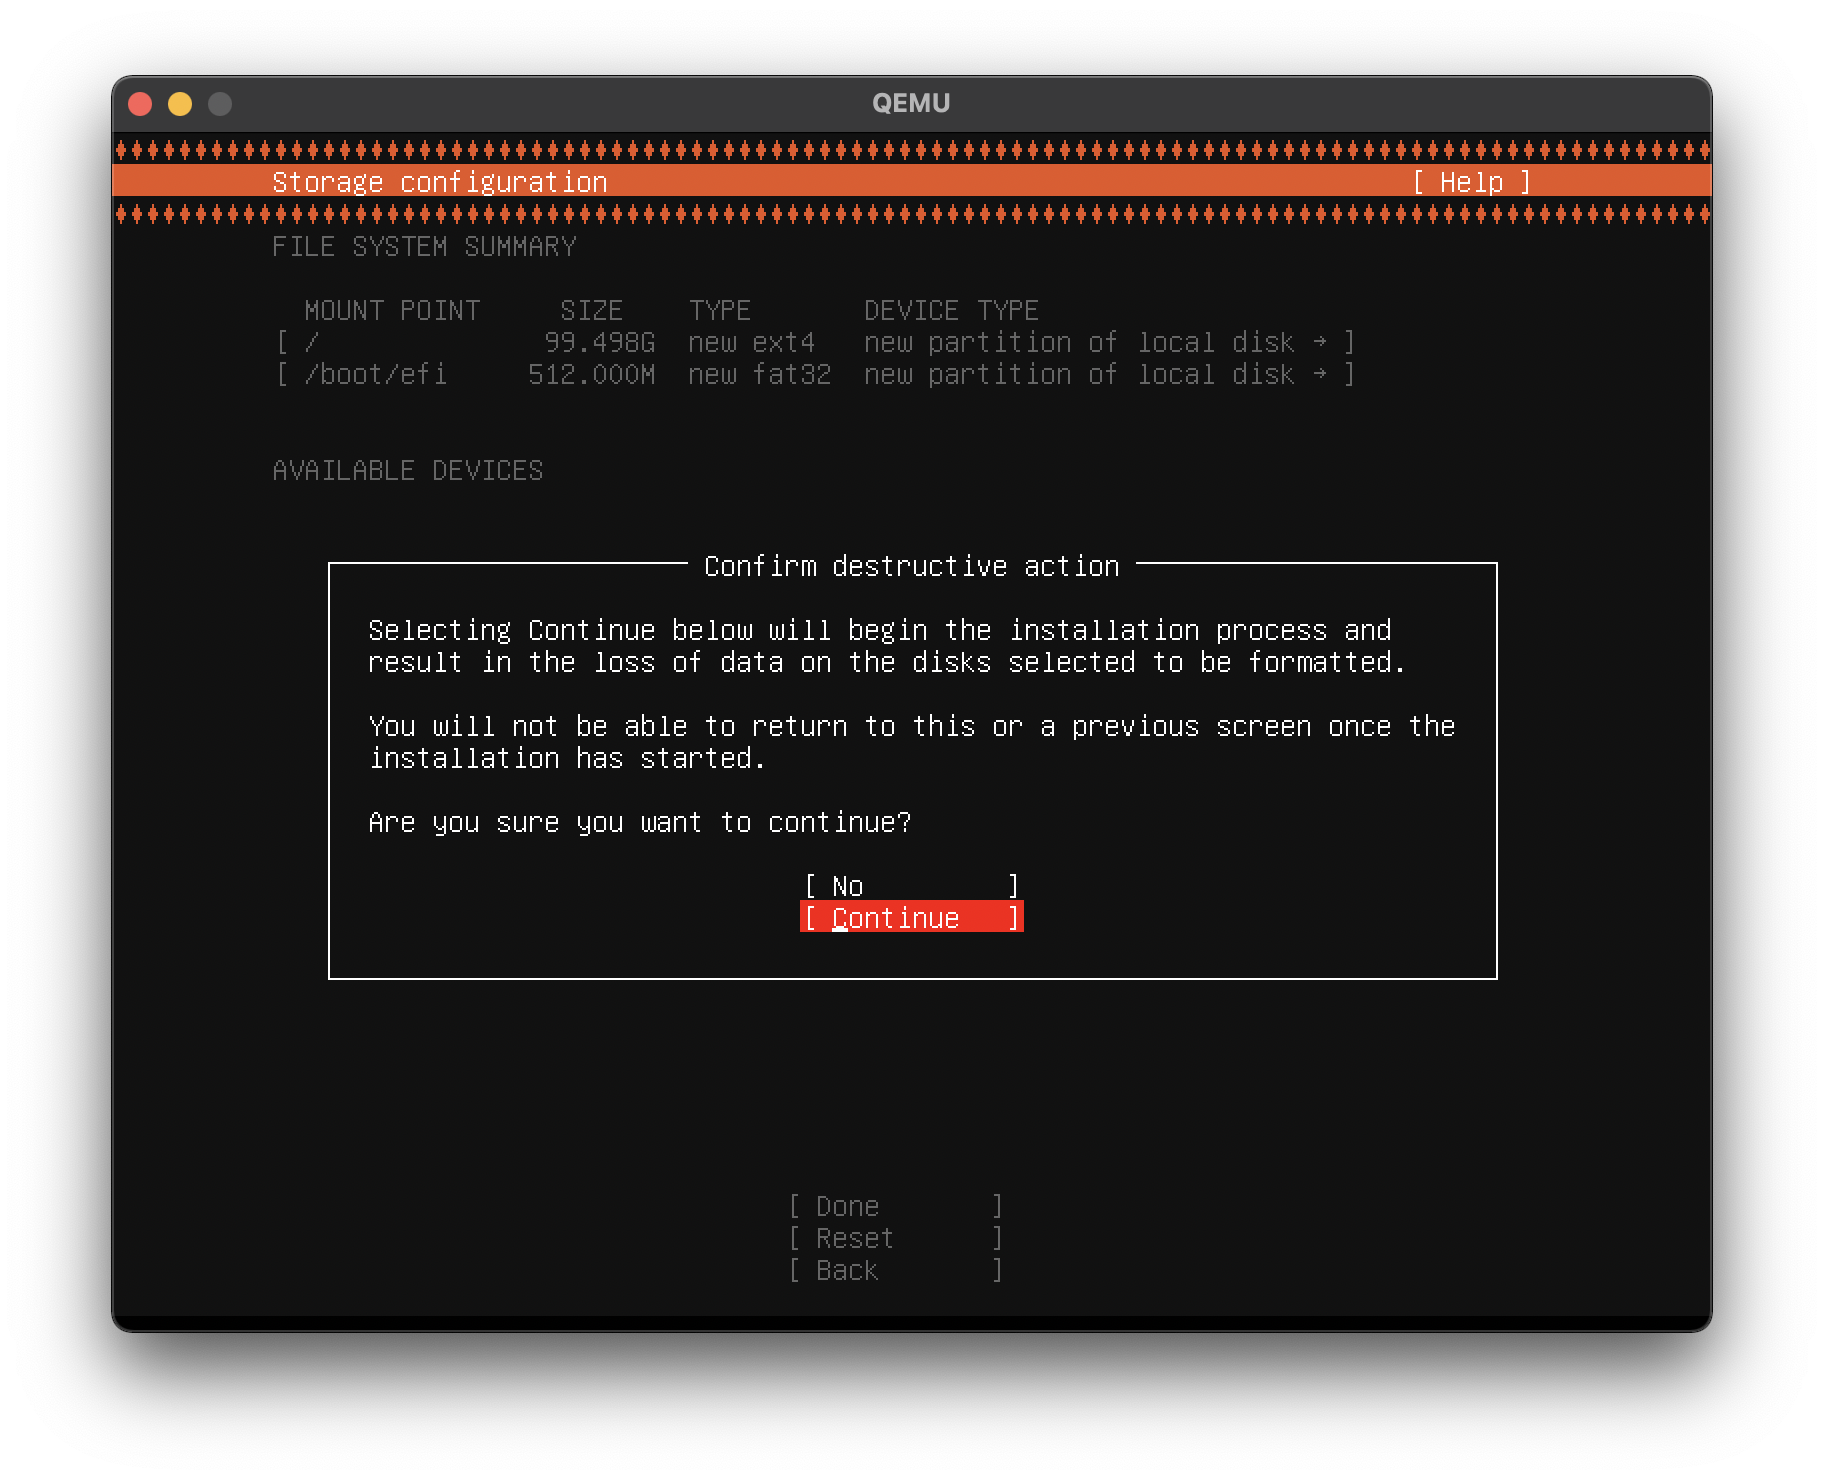 QEMU
Storage configuration [ Help ]
FILE SYSTEM SUMMARY
MOUNT POINT SIZE TYPE DEVICE TYPE
[ / 99.498G new ext4 new partition of local disk → ]
[ /boot/efi 512.000M new fat32 new partition of local disk → ]
AVAILABLE DEVICES
Confirm destructive action
Selecting Continue below will begin the installation process and
result in the loss of data on the disks selected to be formatted.
You will not be able to return to this or a previous screen once the
installation has started.
Are you sure you want to continue?
[ No ]
[ Continue ]
[ Done ]
[ Reset ]
[ Back ]